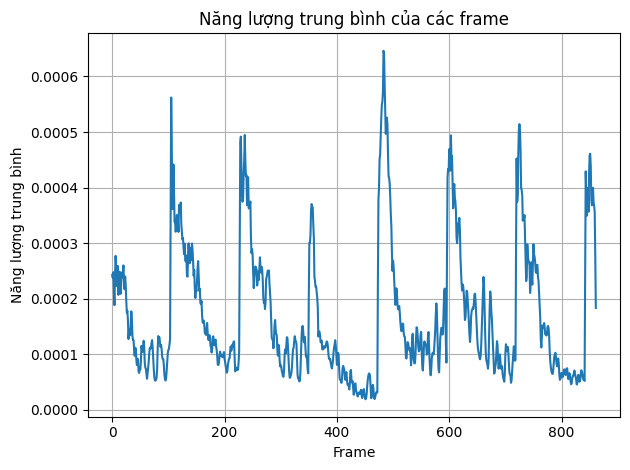 Năng lượng trung bình của các frame
Năng lượng trung bình
0.0006
0.0005
0.0004
0.0003
0.0002
0.0001
0.0000
0 200 400 600 800
Frame